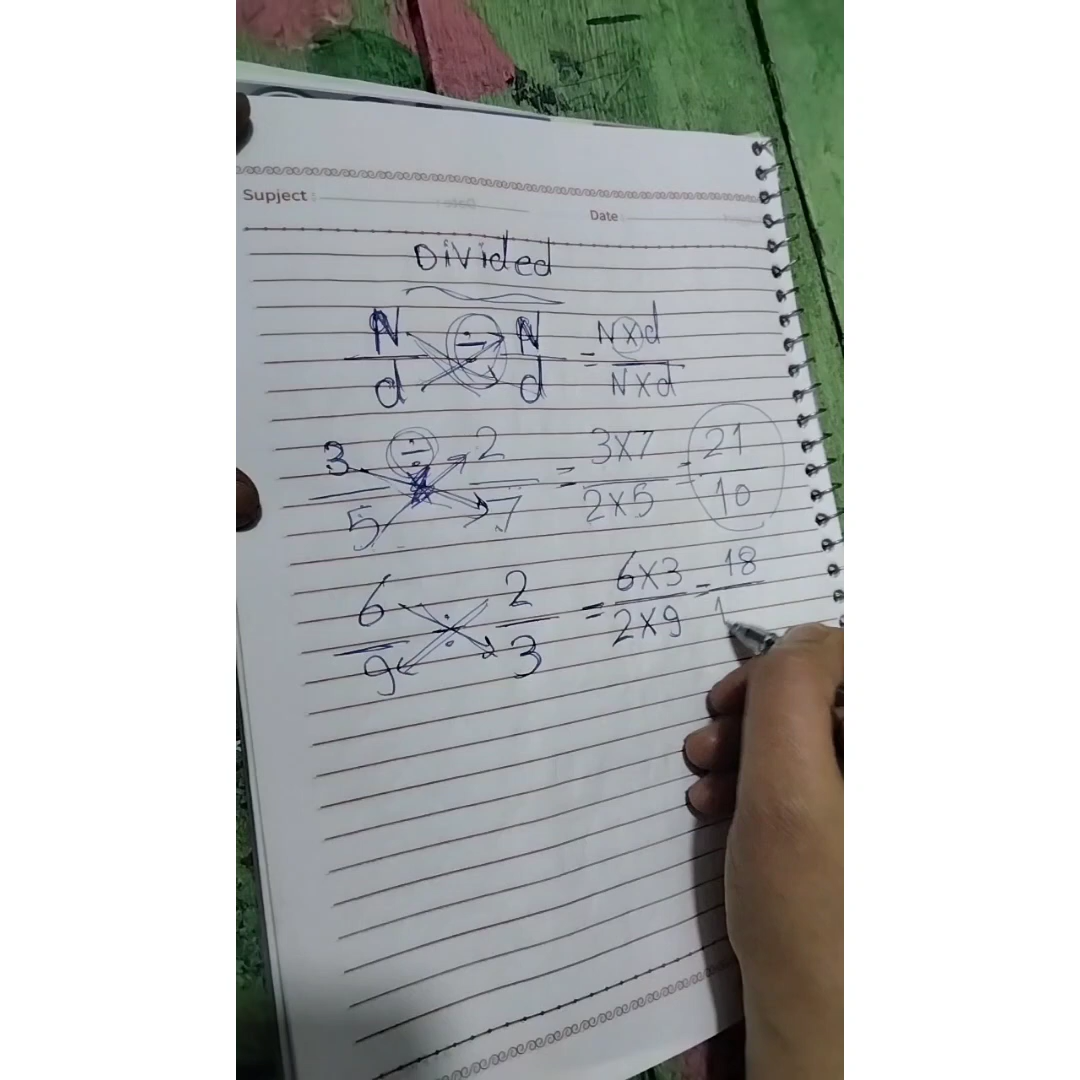 Supject :
Date
Divided
N/d ÷ N/d = N×d/N×d
3/5 ÷ 2/7 = 3×7/2×5 = 21/10
6/9 ÷ 2/3 = 6×3/2×9 = 18/1